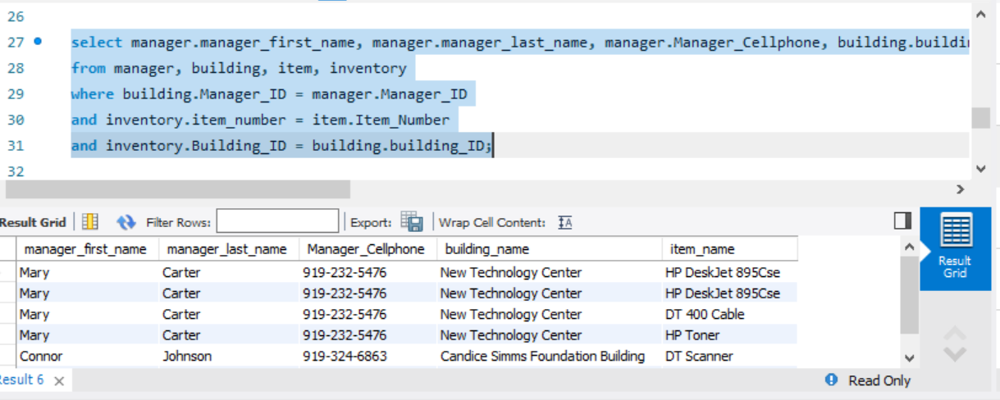 26
27 select manager.manager_first_name, manager.manager_last_name, manager.Manager_Cellphone, building.buildi
28 from manager, building, item, inventory
29 where building.Manager_ID = manager.Manager_ID
30 and inventory.item_number = item.Item_Number
31 and inventory.Building_ID = building.building_ID;
32
Result Grid Filter Rows: Export: Wrap Cell Content: IA
manager_first_name manager_last_name Manager_Cellphone building_name item_name
Mary Carter 919-232-5476 New Technology Center HP DeskJet 895Cse
Mary Carter 919-232-5476 New Technology Center HP DeskJet 895Cse
Mary Carter 919-232-5476 New Technology Center DT 400 Cable
Mary Carter 919-232-5476 New Technology Center HP Toner
Connor Johnson 919-324-6863 Candice Simms Foundation Building DT Scanner
Result
Grid
Result 6 Read Only